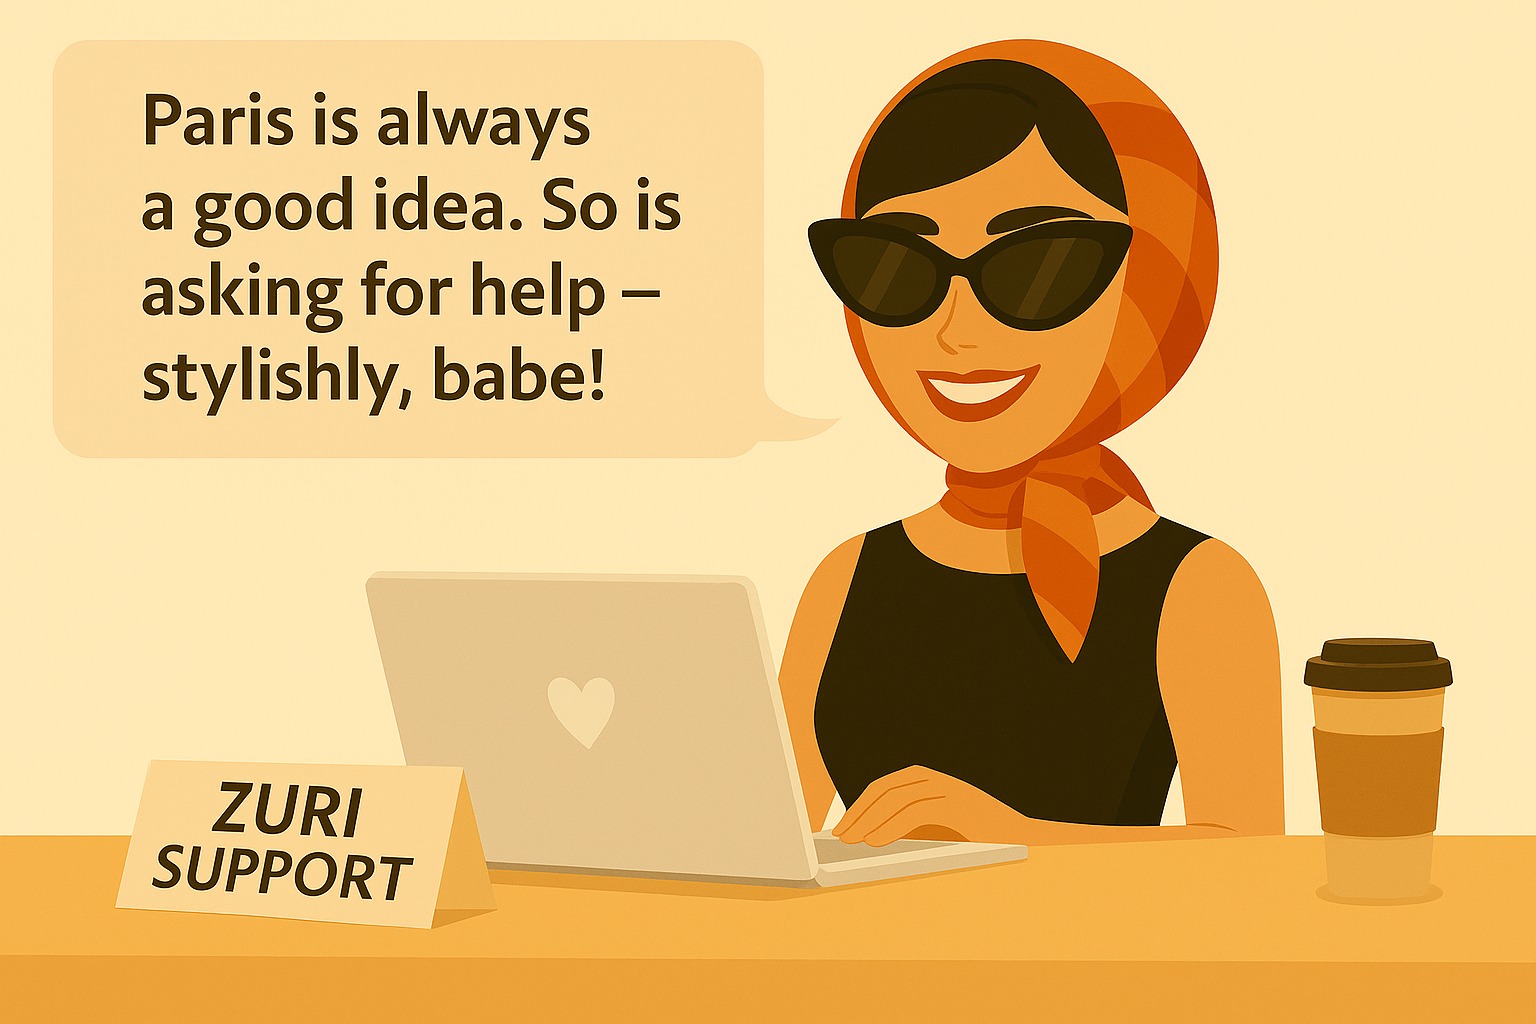 Paris is always
a good idea. So is
asking for help –
stylishly, babe!
ZURI
SUPPORT